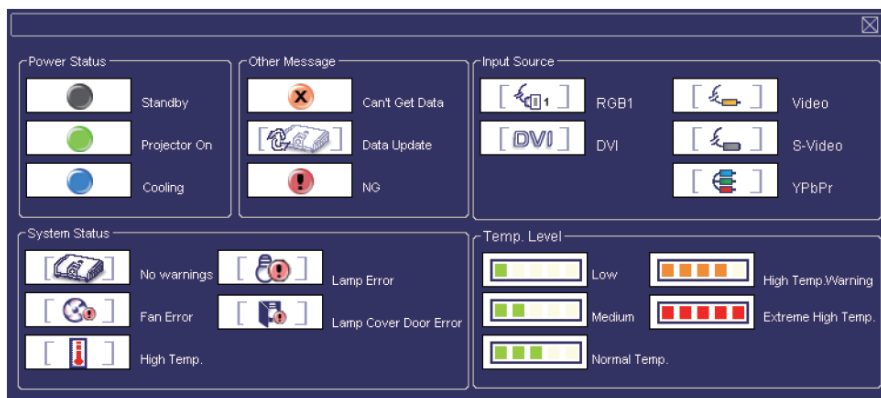 Power Status
Standby
Projector On
Cooling
Other Message
Can't Get Data
Data Update
NG
Input Source
1
RGB1
DVI
DVI
Video
S-Video
YPbPr
System Status
No warnings
Fan Error
High Temp.
Lamp Error
Lamp Cover Door Error
Temp. Level
Low
Medium
Normal Temp.
High Temp.Warning
Extreme High Temp.